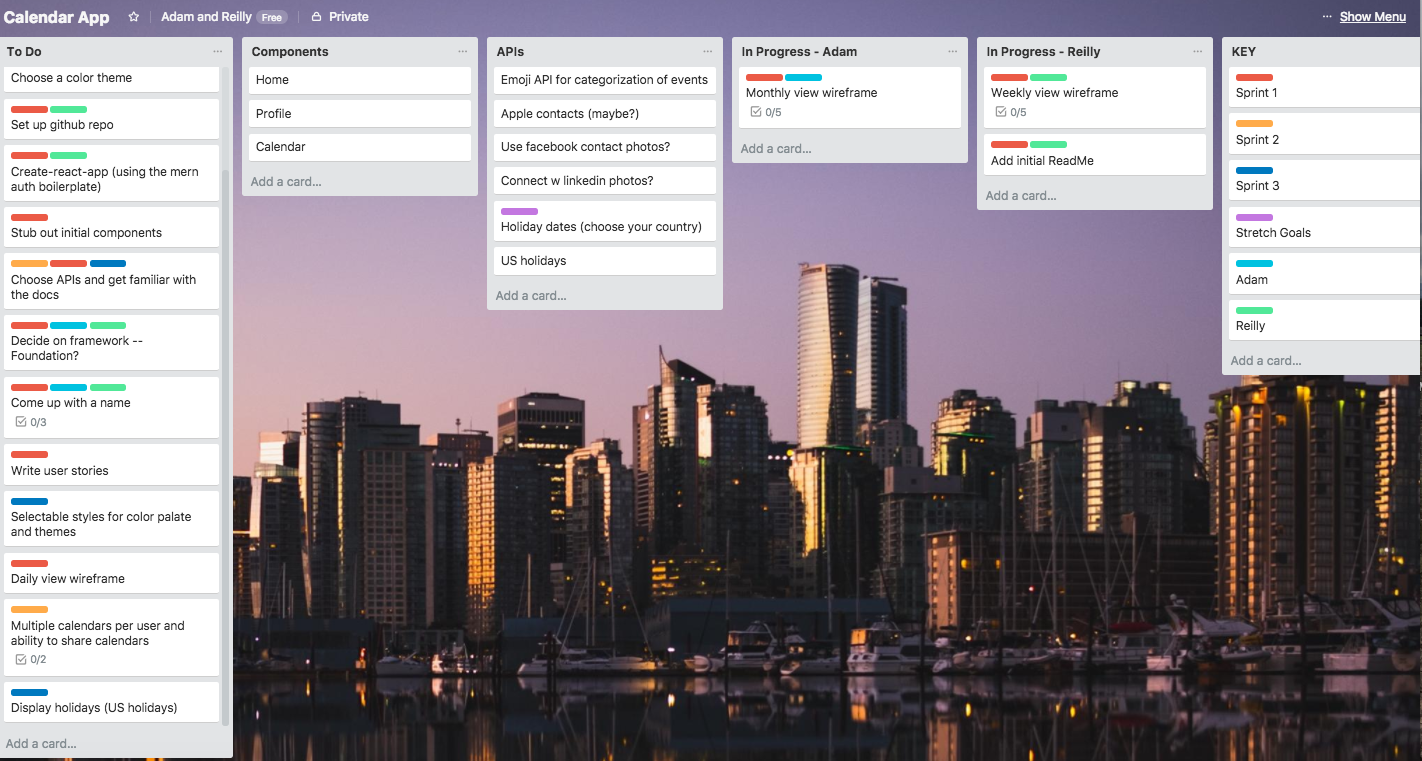 Calendar App
Adam and Reilly Free
Private
... Show Menu
To Do ...
Choose a color theme
Set up github repo
Create-react-app (using the mern
auth boilerplate)
Stub out initial components
Choose APIs and get familiar with
the docs
Decide on framework --
Foundation?
Come up with a name
0/3
Write user stories
Selectable styles for color palate
and themes
Daily view wireframe
Multiple calendars per user and
ability to share calendars
0/2
Display holidays (US holidays)
Add a card...
Components ...
Home
Profile
Calendar
Add a card...
APIs ...
Emoji API for categorization of events
Apple contacts (maybe?)
Use facebook contact photos?
Connect w linkedin photos?
Holiday dates (choose your country)
US holidays
Add a card...
In Progress - Adam ...
Monthly view wireframe
0/5
Add a card...
In Progress - Reilly ...
Weekly view wireframe
0/5
Add initial ReadMe
Add a card...
KEY
Sprint 1
Sprint 2
Sprint 3
Stretch Goals
Adam
Reilly
Add a card...